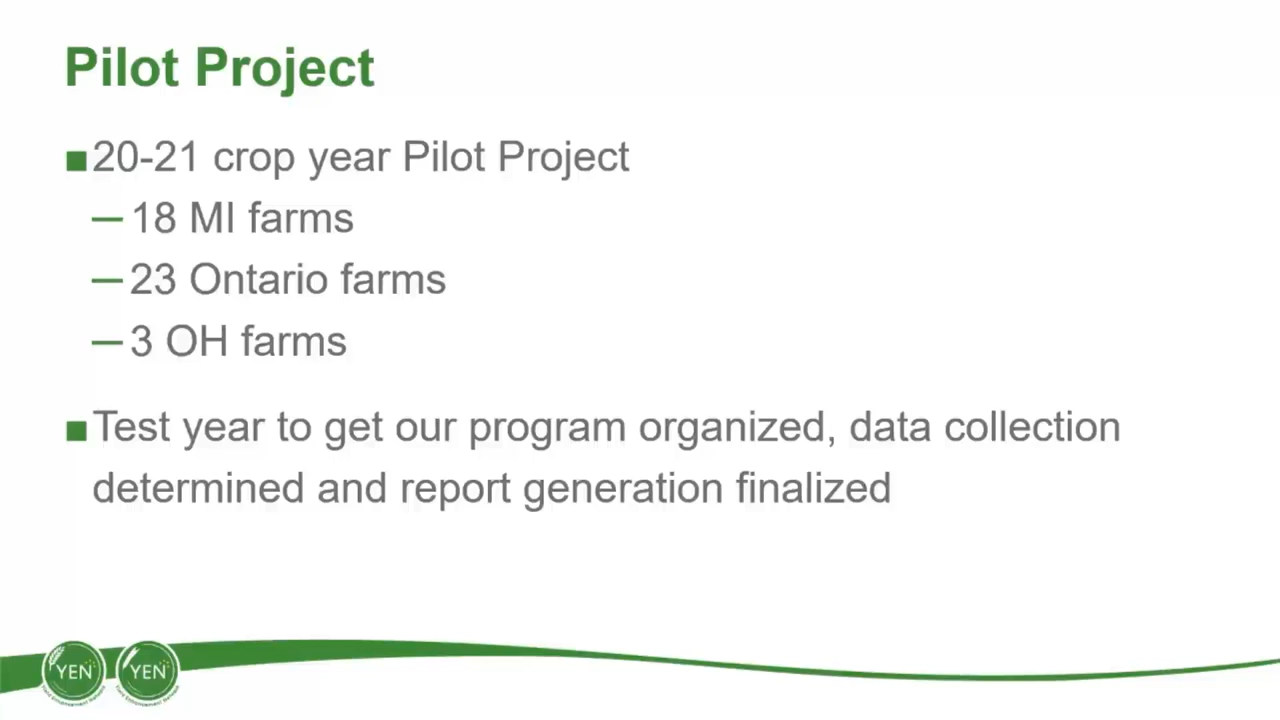 Pilot Project
■20-21 crop year Pilot Project
—18 MI farms
—23 Ontario farms
—3 OH farms
■Test year to get our program organized, data collection
determined and report generation finalized
YEN YEN